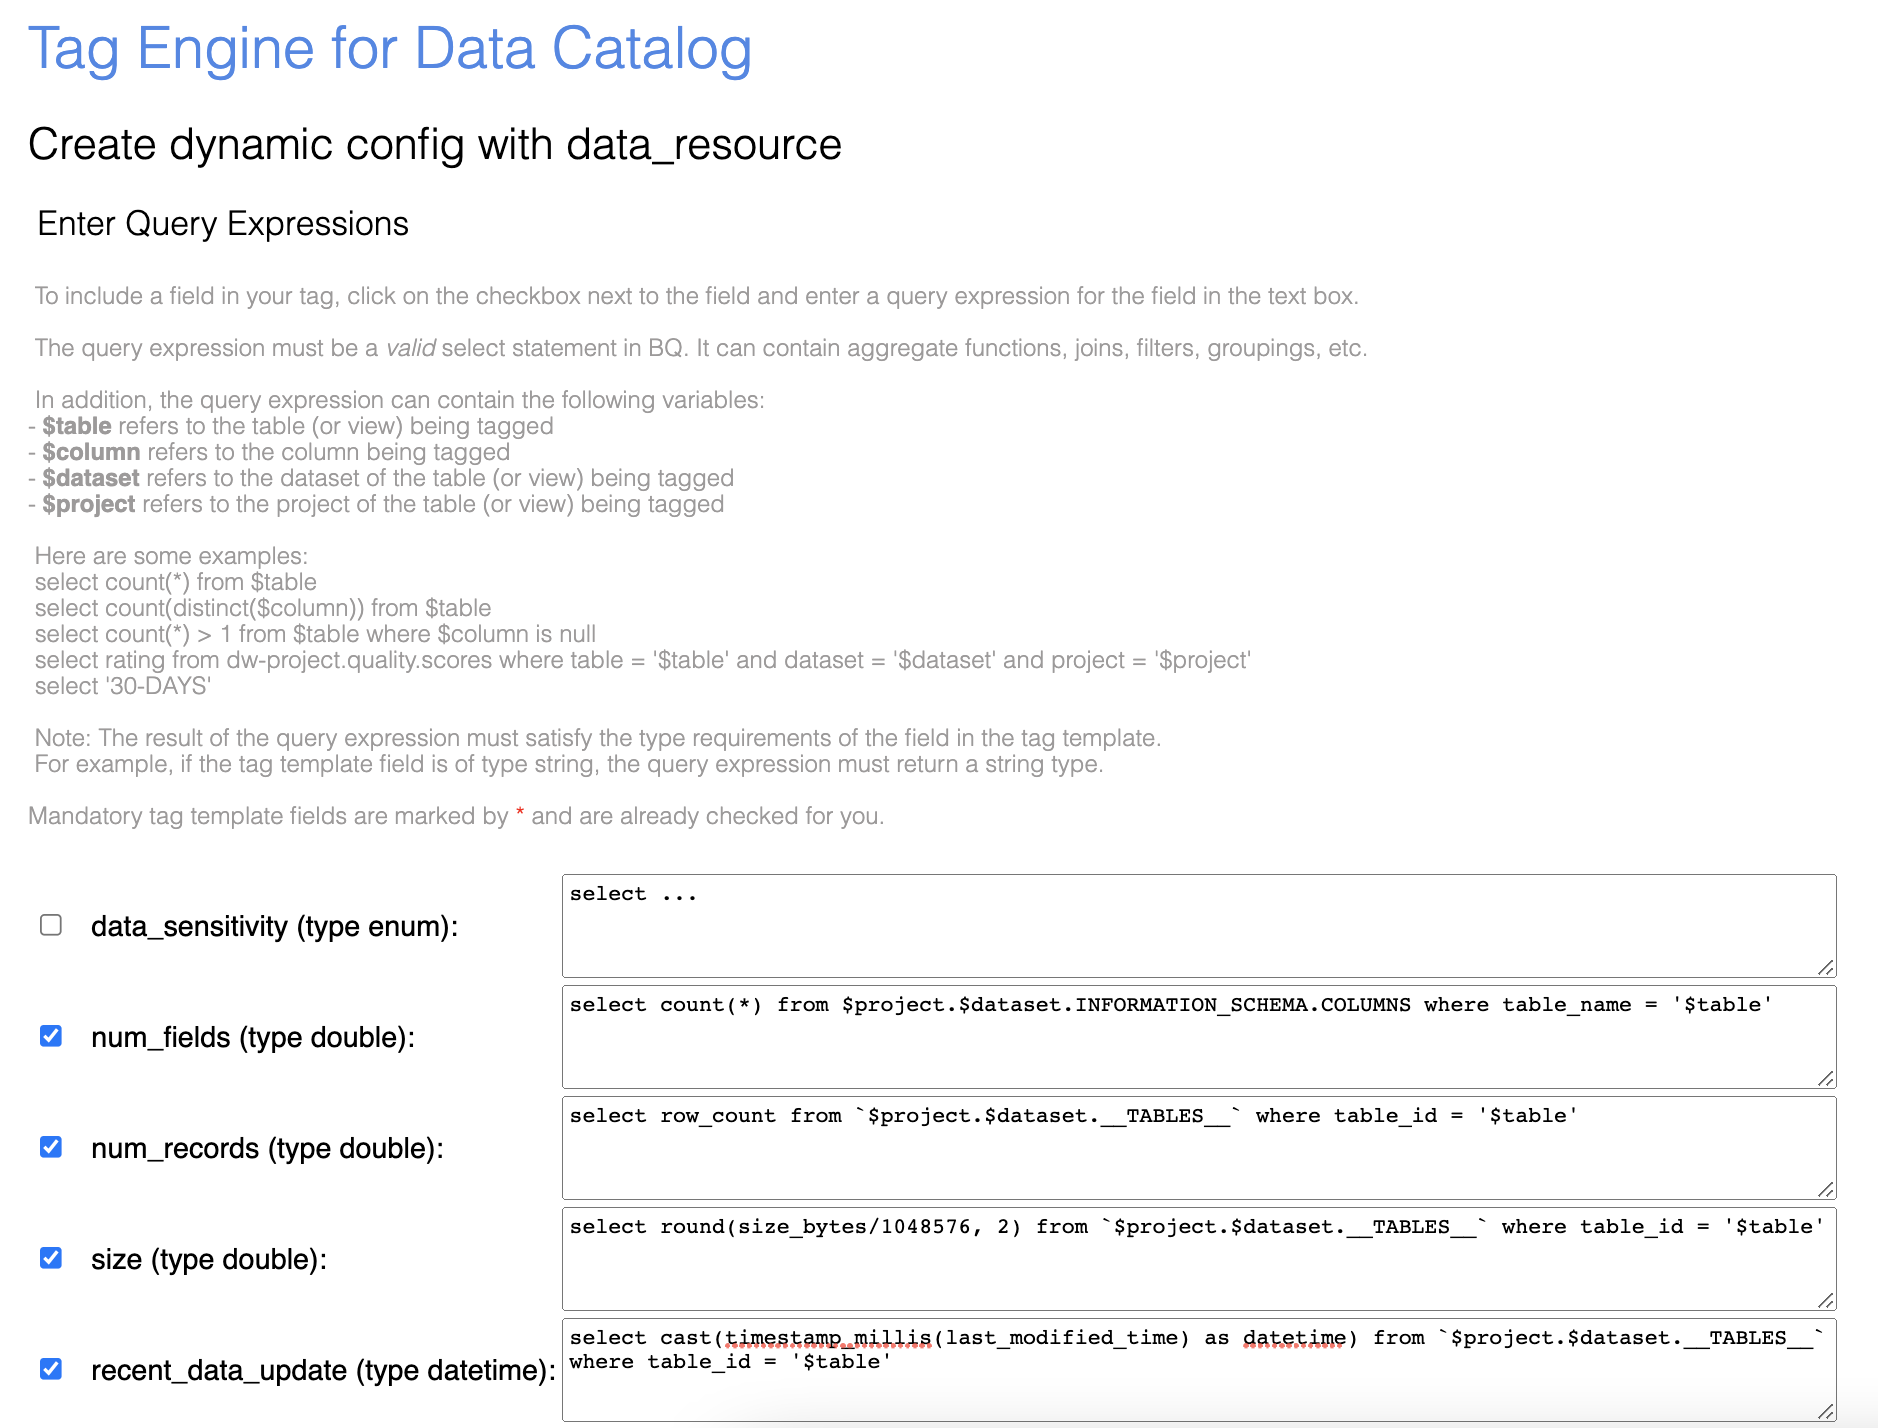 Tag Engine for Data Catalog
Create dynamic config with data_resource
Enter Query Expressions
To include a field in your tag, click on the checkbox next to the field and enter a query expression for the field in the text box.
The query expression must be a valid select statement in BQ. It can contain aggregate functions, joins, filters, groupings, etc.
In addition, the query expression can contain the following variables:
- $table refers to the table (or view) being tagged
- $column refers to the column being tagged
- $dataset refers to the dataset of the table (or view) being tagged
- $project refers to the project of the table (or view) being tagged
Here are some examples:
select count(*) from $table
select count(distinct($column)) from $table
select count(*) > 1 from $table where $column is null
select rating from dw-project.quality.scores where table = '$table' and dataset = '$dataset' and project = '$project'
select '30-DAYS'
Note: The result of the query expression must satisfy the type requirements of the field in the tag template.
For example, if the tag template field is of type string, the query expression must return a string type.
Mandatory tag template fields are marked by * and are already checked for you.
data_sensitivity (type enum):
select ...
num_fields (type double):
select count(*) from $project.$dataset.INFORMATION_SCHEMA.COLUMNS where table_name = '$table'
num_records (type double):
select row_count from `$project.$dataset.__TABLES__` where table_id = '$table'
size (type double):
select round(size_bytes/1048576, 2) from `$project.$dataset.__TABLES__` where table_id = '$table'
recent_data_update (type datetime):
select cast(timestamp_millis(last_modified_time) as datetime) from `$project.$dataset.__TABLES__`
where table_id = '$table'